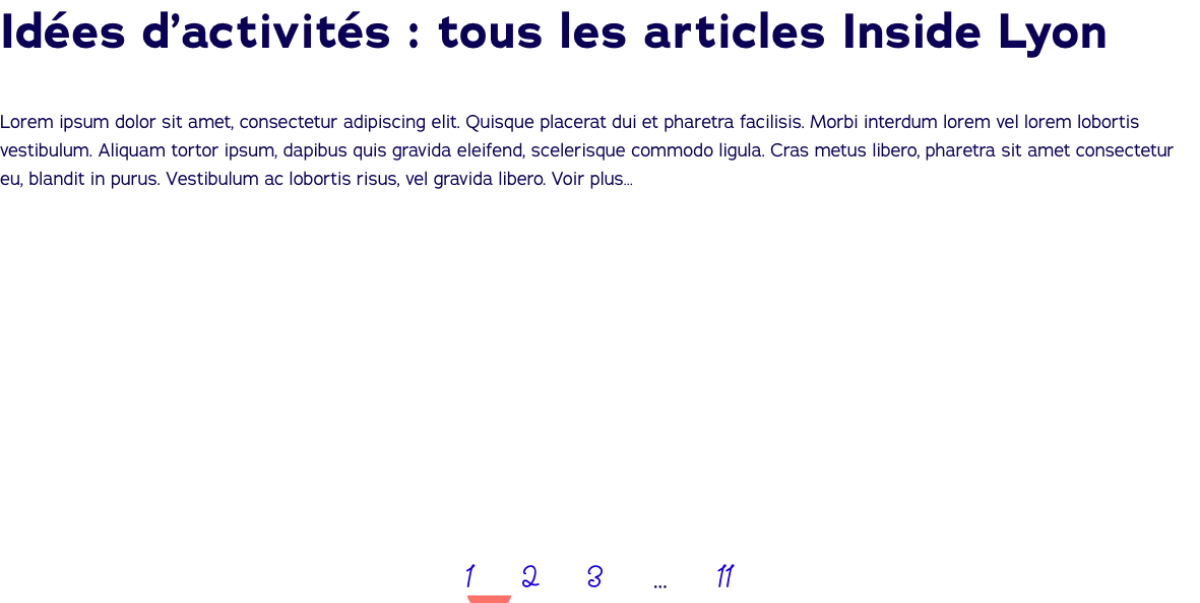 Idées d'activités : tous les articles Inside Lyon
Lorem ipsum dolor sit amet, consectetur adipiscing elit. Quisque placerat dui et pharetra facilisis. Morbi interdum lorem vel lorem lobortis
vestibulum. Aliquam tortor ipsum, dapibus quis gravida eleifend, scelerisque commodo ligula. Cras metus libero, pharetra sit amet consectetur
eu, blandit in purus. Vestibulum ac lobortis risus, vel gravida libero. Voir plus...
1 2 3 ... 11